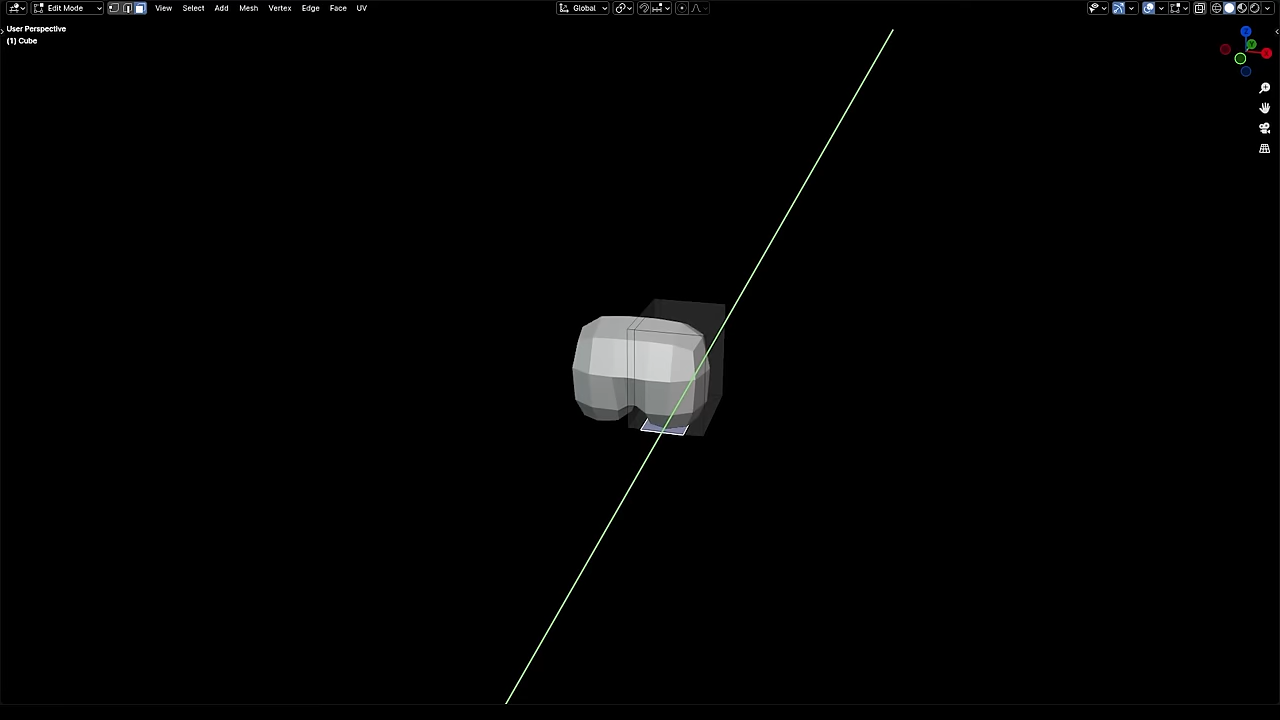 Edit Mode View Select Add Mesh Vertex Edge Face UV Global
User Perspective
(1) Cube